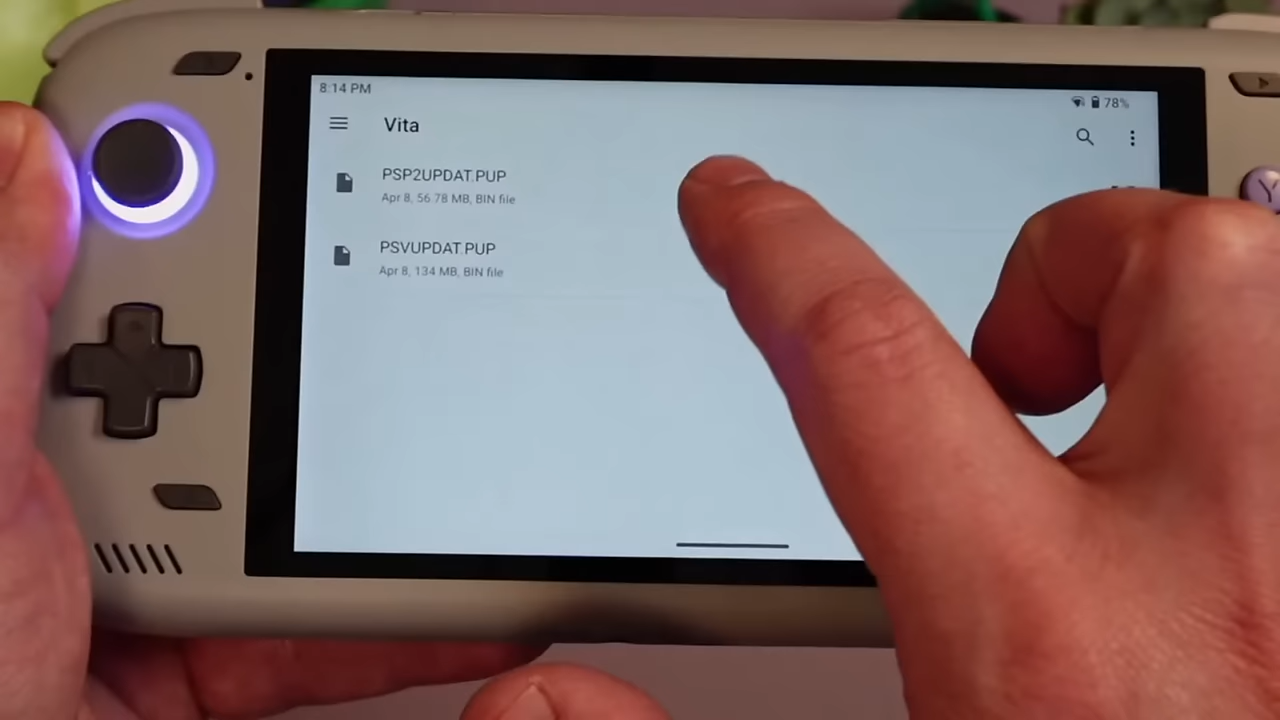 8:14 PM
78%
Vita
PSP2UPDAT.PUP
Apr 8, 56.78 MB, BIN file
PSVUPDAT.PUP
Apr 8, 134 MB, BIN file
Y